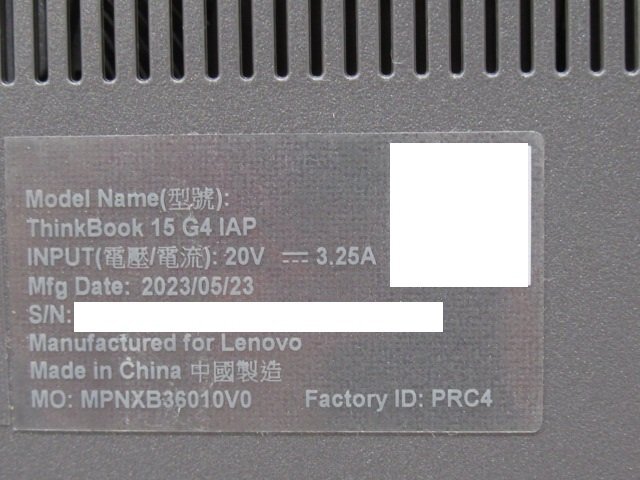 Model Name(型號):
ThinkBook 15 G4 IAP
INPUT(電壓/電流): 20V ⎓ 3.25A
Mfg Date: 2023/05/23
S/N:
Manufactured for Lenovo
Made in China 中國製造
MO: MPNXB36010V0 Factory ID: PRC4